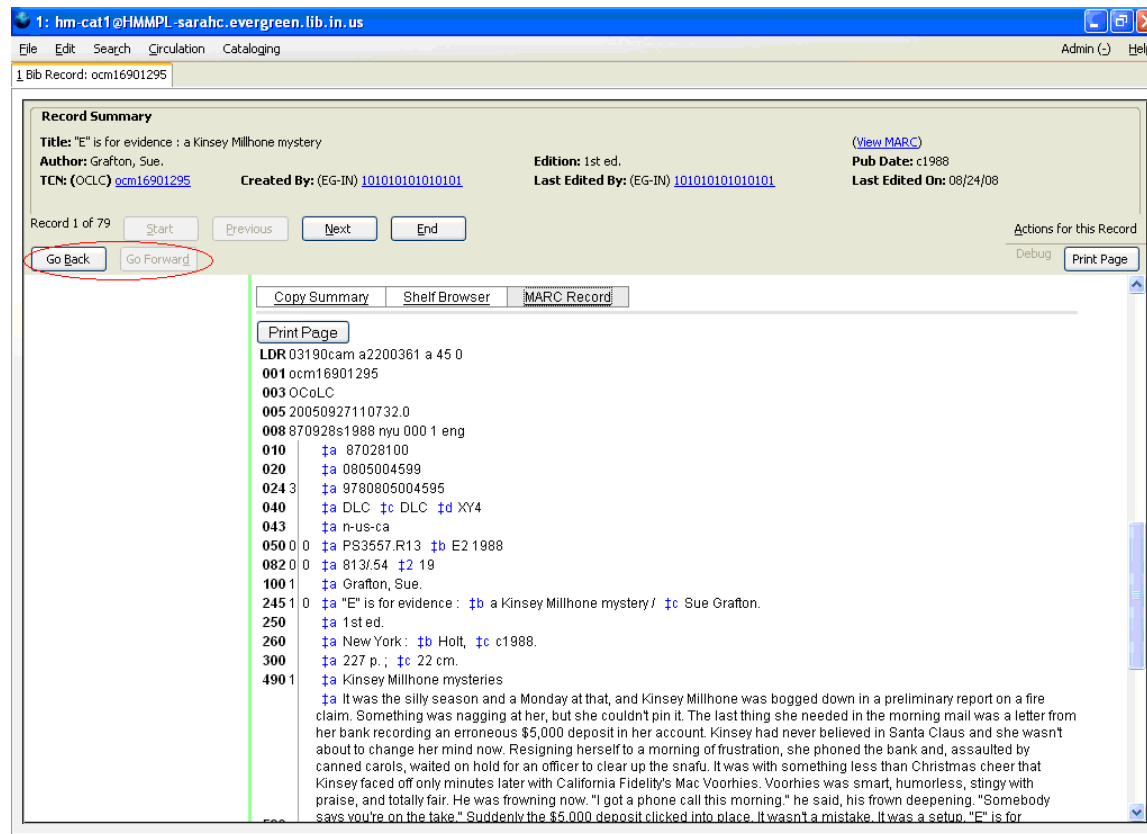 1: hm-cat1@HMMPL-sarahc.evergreen.lib.in.us
File Edit Search Circulation Cataloging Admin (-) Hel
1 Bib Record: ocm16901295
Record Summary
Title: "E" is for evidence : a Kinsey Millhone mystery (View MARC)
Author: Grafton, Sue. Edition: 1st ed. Pub Date: c1988
TCN: (OCLC) ocm16901295 Created By: (EG-IN) 101010101010101 Last Edited By: (EG-IN) 101010101010101 Last Edited On: 08/24/08
Record 1 of 79 Start Previous Next End Actions for this Record
Go Back Go Forward Debug Print Page
Copy Summary Shelf Browser MARC Record
Print Page
LDR 03190cam a2200361 a 45 0
001 ocm16901295
003 OCoLC
005 20050927110732.0
008 870928s1988 nyu 000 1 eng
010 ‡a 87028100
020 ‡a 0805004599
024 3 ‡a 9780805004595
040 ‡a DLC ‡c DLC ‡d XY4
043 ‡a n-us-ca
050 0 0 ‡a PS3557.R13 ‡b E2 1988
082 0 0 ‡a 813/.54 ‡2 19
100 1 ‡a Grafton, Sue.
245 1 0 ‡a "E" is for evidence : ‡b a Kinsey Millhone mystery / ‡c Sue Grafton.
250 ‡a 1st ed.
260 ‡a New York : ‡b Holt, ‡c c1988.
300 ‡a 227 p. ; ‡c 22 cm.
490 1 ‡a Kinsey Millhone mysteries
‡a It was the silly season and a Monday at that, and Kinsey Millhone was bogged down in a preliminary report on a fire
claim. Something was nagging at her, but she couldn't pin it. The last thing she needed in the morning mail was a letter from
her bank recording an erroneous $5,000 deposit in her account. Kinsey had never believed in Santa Claus and she wasn't
about to change her mind now. Resigning herself to a morning of frustration, she phoned the bank and, assaulted by
canned carols, waited on hold for an officer to clear up the snafu. It was with something less than Christmas cheer that
Kinsey faced off only minutes later with California Fidelity's Mac Voorhies. Voorhies was smart, humorless, stingy with
praise, and totally fair. He was frowning now. "I got a phone call this morning." he said, his frown deepening. "Somebody
says you're on the take." Suddenly the $5,000 deposit clicked into place. It wasn't a mistake. It was a setup. "E" is for